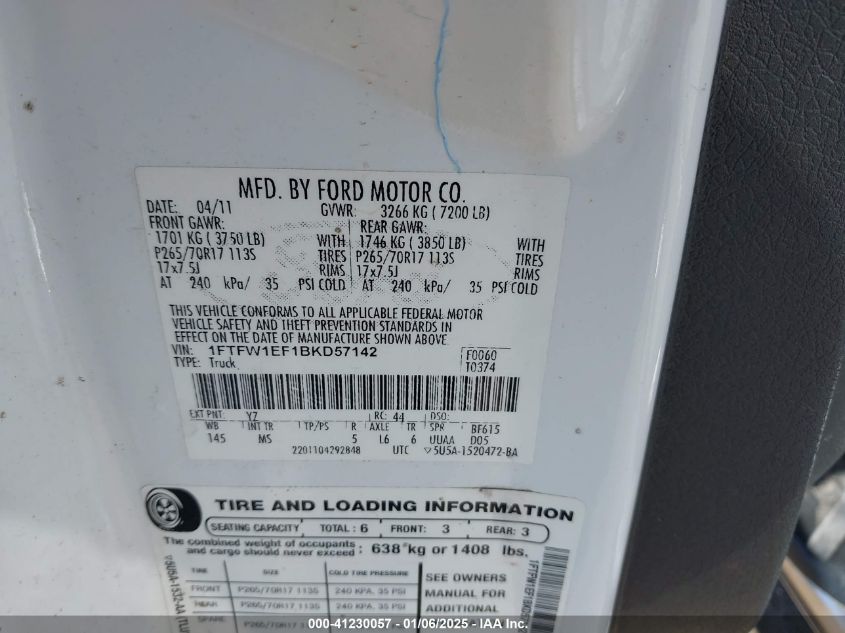 MFD. BY FORD MOTOR CO.
DATE: 04/11 GVWR: 3266 KG ( 7200 LB)
FRONT GAWR: REAR GAWR:
1701 KG ( 3750 LB) WITH 1746 KG ( 3850 LB) WITH
P265/70R17 113S TIRES P265/70R17 113S TIRES
17x7.5J RIMS 17x7.5J RIMS
AT 240 kPa/ 35 PSI COLD AT 240 kPa/ 35 PSI COLD
THIS VEHICLE CONFORMS TO ALL APPLICABLE FEDERAL MOTOR
VEHICLE SAFETY AND THEFT PREVENTION STANDARDS IN
EFFECT ON THE DATE OF MANUFACTURE SHOWN ABOVE.
VIN: 1FTFW1EF1BKD57142 F0060
TYPE: Truck T0374
EXT PNT: YZ RC: 44 DSO:
WB INT TR TP/PS R AXLE TR SPR BF615
145 MS 5 L6 6 UUAA D05
2201104292848 UTC ▽5U5A-1520472-BA
TIRE AND LOADING INFORMATION
SEATING CAPACITY TOTAL : 6 FRONT: 3 REAR: 3
The combined weight of occupants
and cargo should never exceed : 638 kg or 1408 lbs.
TIRE SIZE COLD TIRE PRESSURE
FRONT P265/70R17 113S 240 KPA, 35 PSI
REAR P265/70R17 113S 240 KPA, 35 PSI
SPARE P265/70R17 113S
SEE OWNERS
MANUAL FOR
ADDITIONAL
000-41230057 - 01/06/2025 - IAA Inc.